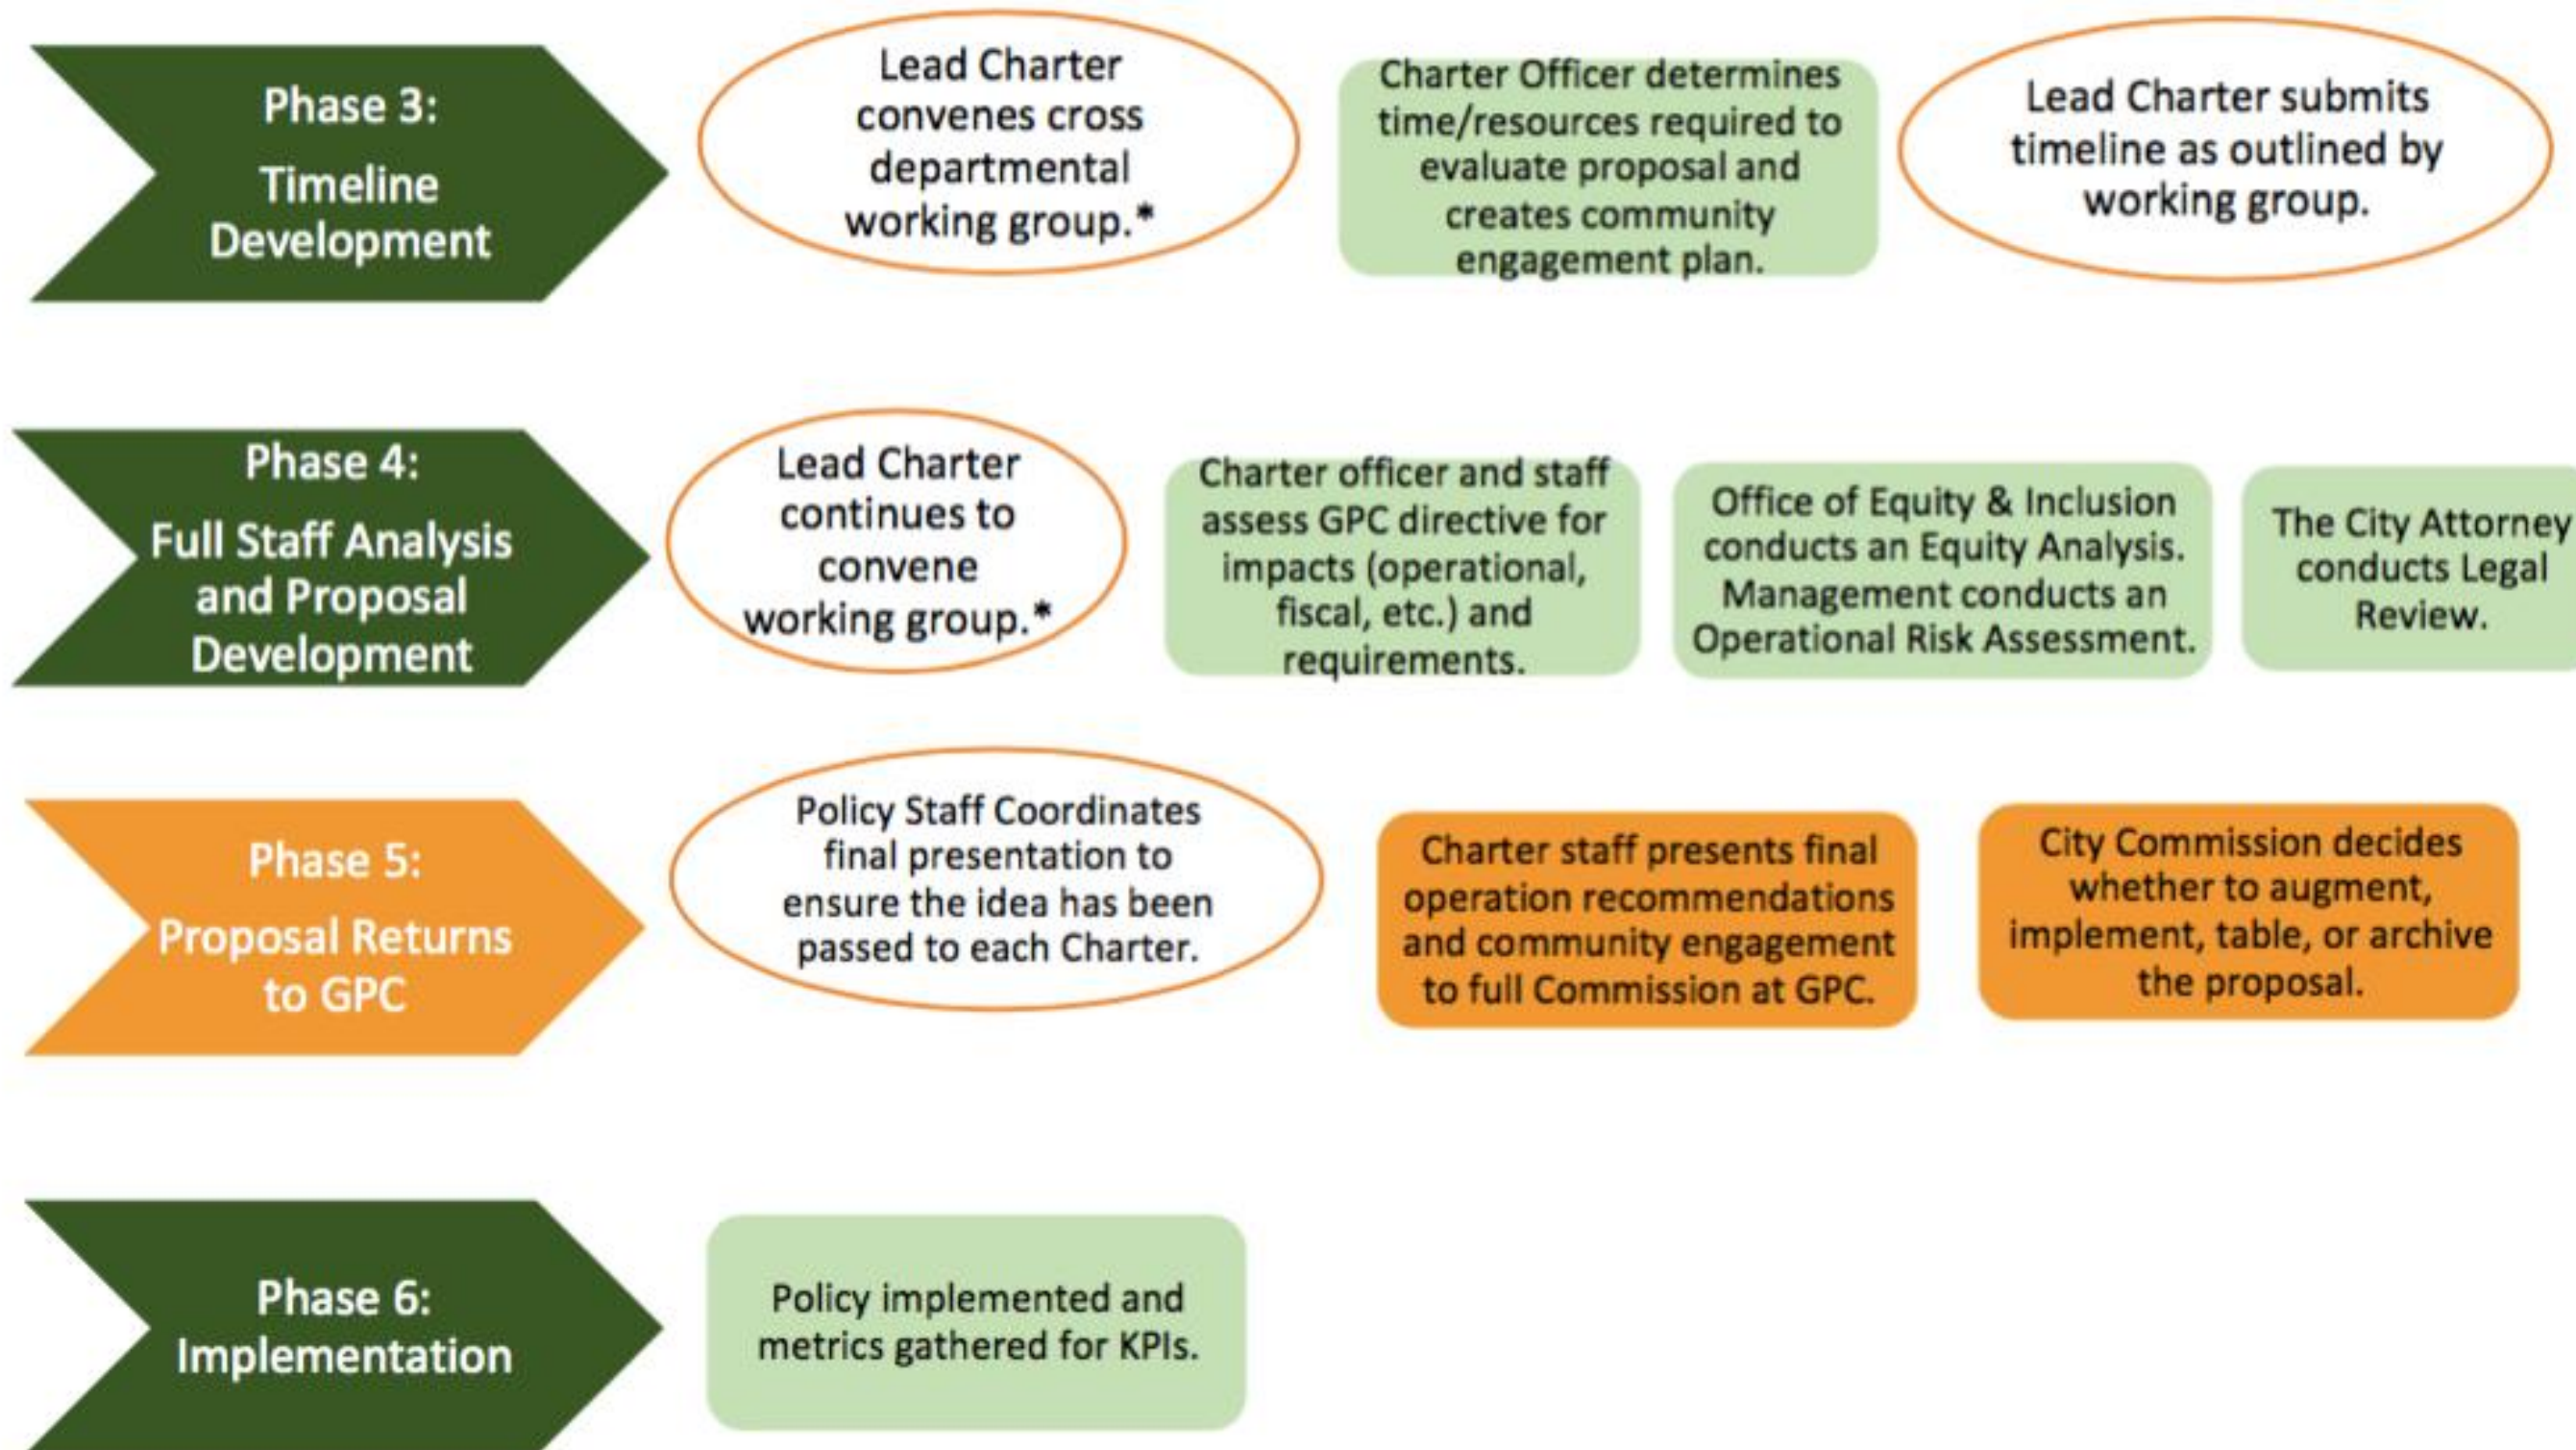 Phase 3:
Timeline
Development
Lead Charter
convenes cross
departmental
working group.*
Charter Officer determines
time/resources required to
evaluate proposal and
creates community
engagement plan.
Lead Charter submits
timeline as outlined by
working group.
Phase 4:
Full Staff Analysis
and Proposal
Development
Lead Charter
continues to
convene
working group.*
Charter officer and staff
assess GPC directive for
impacts (operational,
fiscal, etc.) and
requirements.
Office of Equity & Inclusion
conducts an Equity Analysis.
Management conducts an
Operational Risk Assessment.
The City Attorney
conducts Legal
Review.
Phase 5:
Proposal Returns
to GPC
Policy Staff Coordinates
final presentation to
ensure the idea has been
passed to each Charter.
Charter staff presents final
operation recommendations
and community engagement
to full Commission at GPC.
City Commission decides
whether to augment,
implement, table, or archive
the proposal.
Phase 6:
Implementation
Policy implemented and
metrics gathered for KPIs.